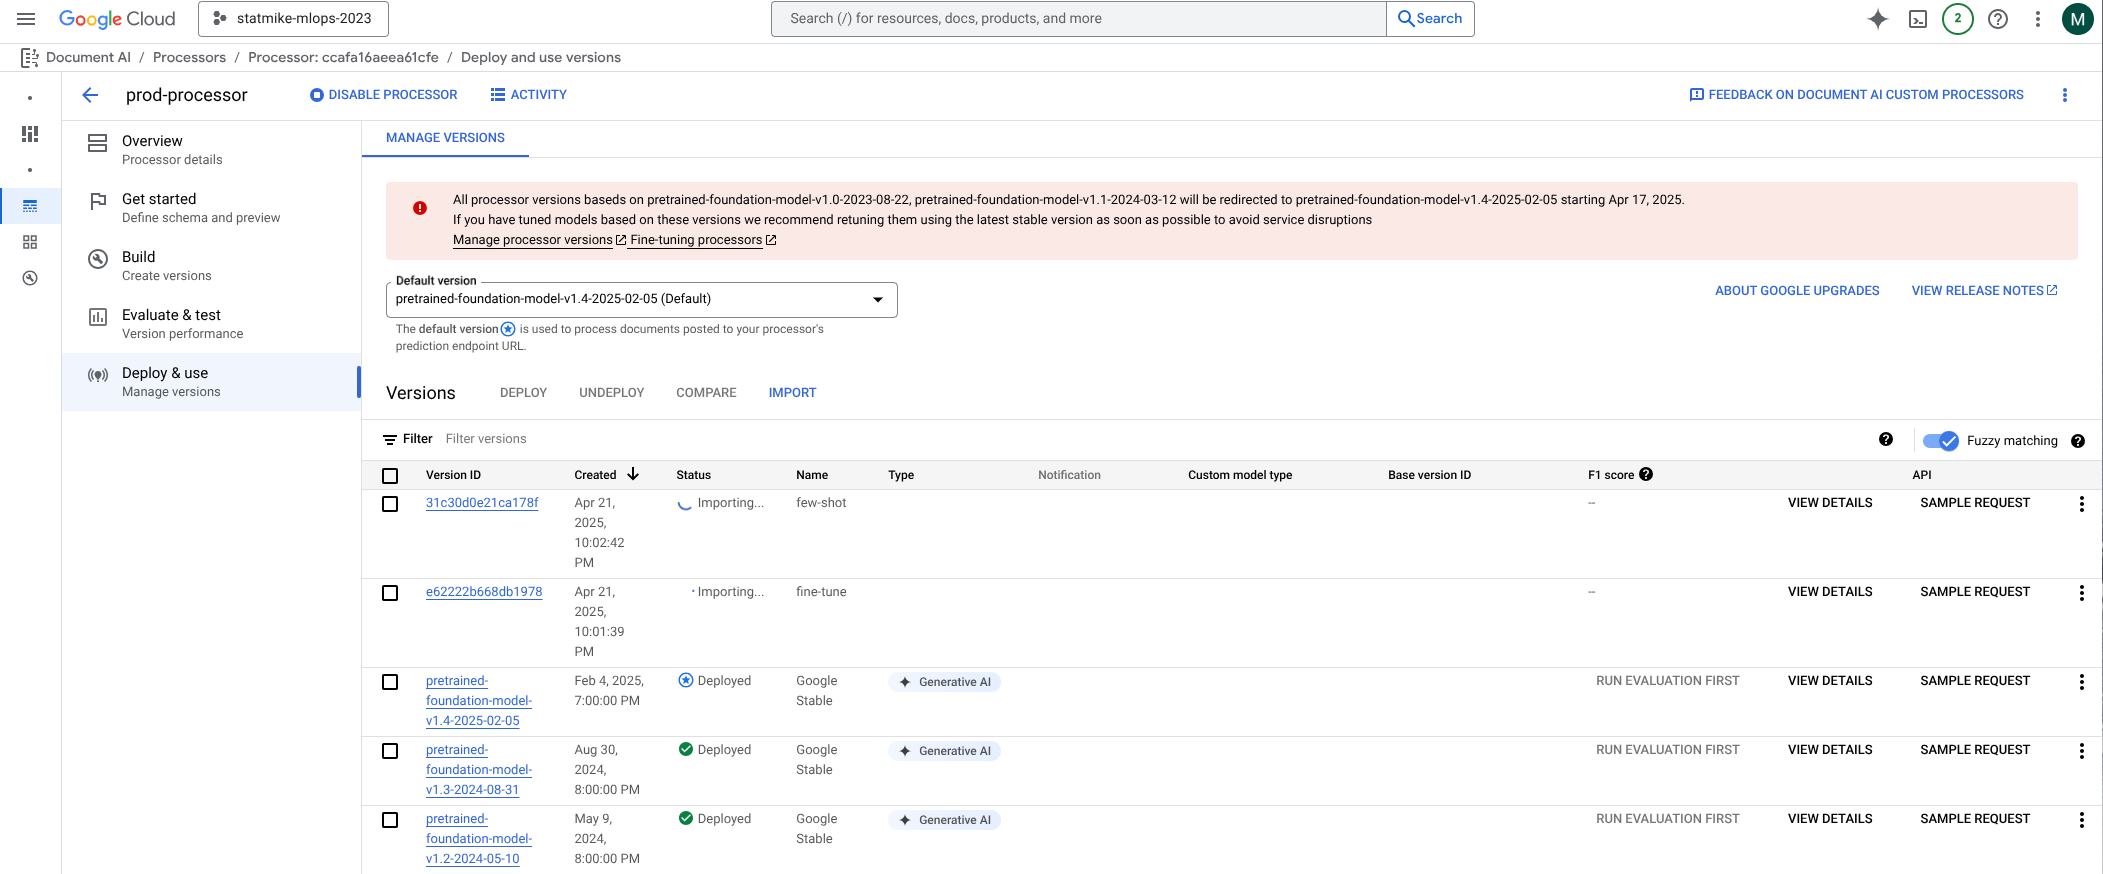 Google Cloud
statmike-mlops-2023
Search (/) for resources, docs, products, and more
Search
2
M
Document AI / Processors / Processor: ccafa16aeea61cfe / Deploy and use versions
prod-processor
DISABLE PROCESSOR
ACTIVITY
FEEDBACK ON DOCUMENT AI CUSTOM PROCESSORS
Overview
Processor details
Get started
Define schema and preview
Build
Create versions
Evaluate & test
Version performance
Deploy & use
Manage versions
MANAGE VERSIONS
All processor versions baseds on pretrained-foundation-model-v1.0-2023-08-22, pretrained-foundation-model-v1.1-2024-03-12 will be redirected to pretrained-foundation-model-v1.4-2025-02-05 starting Apr 17, 2025.
If you have tuned models based on these versions we recommend retuning them using the latest stable version as soon as possible to avoid service disruptions
Manage processor versions Fine-tuning processors
Default version
pretrained-foundation-model-v1.4-2025-02-05 (Default)
The default version is used to process documents posted to your processor's
prediction endpoint URL.
ABOUT GOOGLE UPGRADES
VIEW RELEASE NOTES
Versions
DEPLOY
UNDEPLOY
COMPARE
IMPORT
Filter
Filter versions
Fuzzy matching
Version ID
Created
Status
Name
Type
Notification
Custom model type
Base version ID
F1 score
API
31c30d0e21ca178f
Apr 21,
2025,
10:02:42
PM
Importing...
few-shot
--
VIEW DETAILS
SAMPLE REQUEST
e62222b668db1978
Apr 21,
2025,
10:01:39
PM
Importing...
fine-tune
--
VIEW DETAILS
SAMPLE REQUEST
pretrained-
foundation-model-
v1.4-2025-02-05
Feb 4, 2025,
7:00:00 PM
Deployed
Google
Stable
Generative AI
RUN EVALUATION FIRST
VIEW DETAILS
SAMPLE REQUEST
pretrained-
foundation-model-
v1.3-2024-08-31
Aug 30,
2024,
8:00:00 PM
Deployed
Google
Stable
Generative AI
RUN EVALUATION FIRST
VIEW DETAILS
SAMPLE REQUEST
pretrained-
foundation-model-
v1.2-2024-05-10
May 9,
2024,
8:00:00 PM
Deployed
Google
Stable
Generative AI
RUN EVALUATION FIRST
VIEW DETAILS
SAMPLE REQUEST